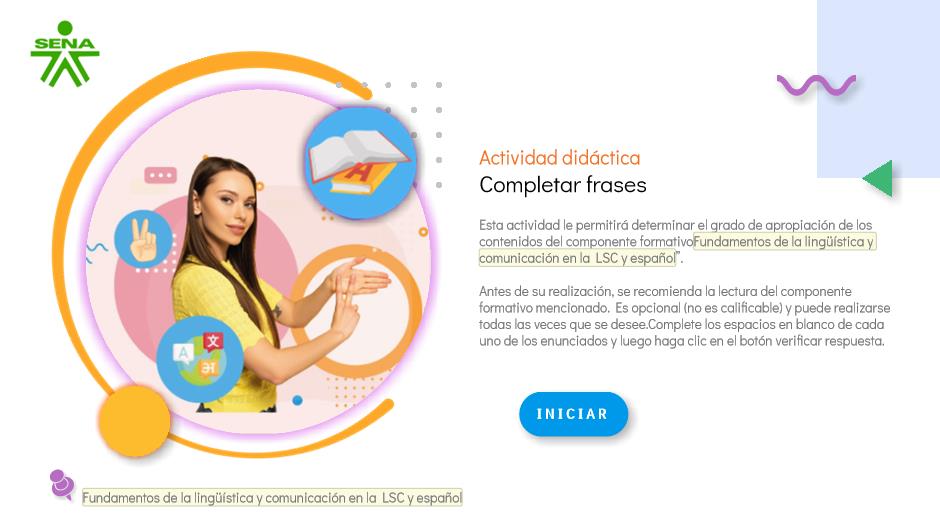 SENA
Actividad didáctica
Completar frases
Esta actividad le permitirá determinar el grado de apropiación de los
contenidos del componente formativoFundamentos de la lingüística y
comunicación en la LSC y español”.
Antes de su realización, se recomienda la lectura del componente
formativo mencionado. Es opcional (no es calificable) y puede realizarse
todas las veces que se desee.Complete los espacios en blanco de cada
uno de los enunciados y luego haga clic en el botón verificar respuesta.
INICIAR
Fundamentos de la lingüística y comunicación en la LSC y español